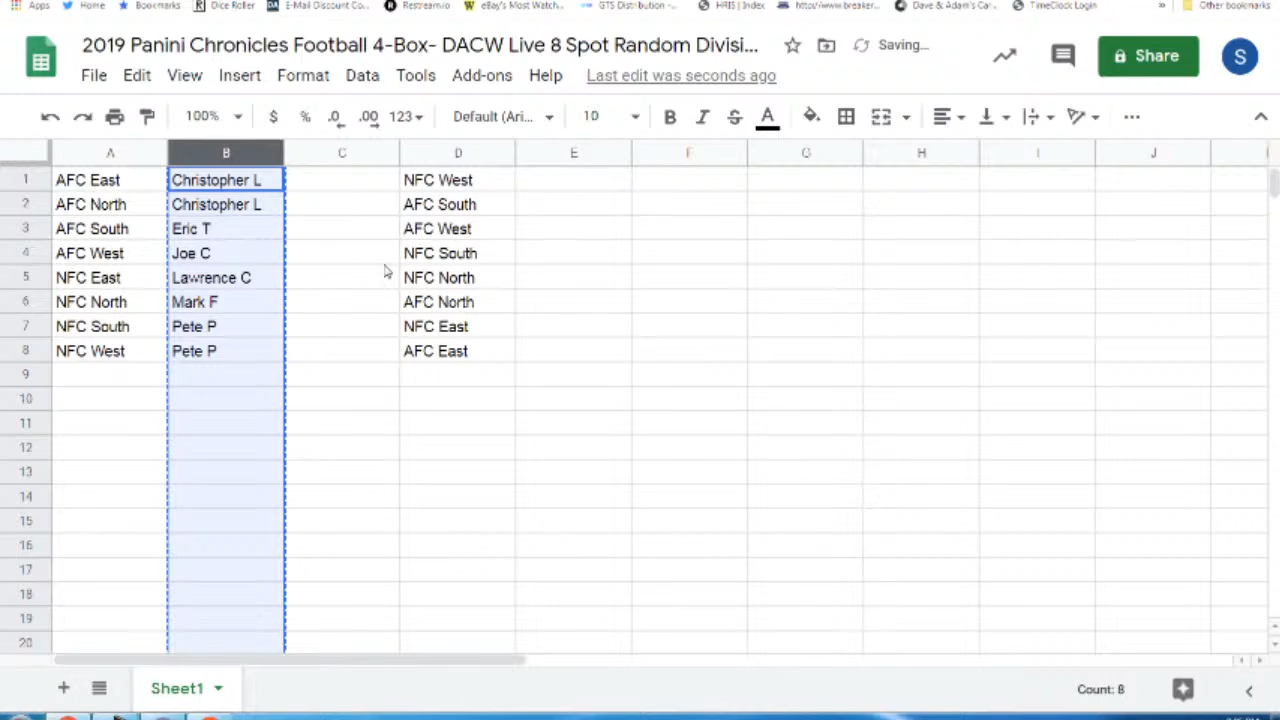 Apps Home Bookmarks Dice Roller E-Mail Discount Co... Restream.io eBay's Most Watch... GTS Distribution -... HRIS | Index http://www.breaker... Dave & Adam's Car... TimeClock Login » Other bookmarks
2019 Panini Chronicles Football 4-Box- DACW Live 8 Spot Random Divisi... Saving...
Share
S
File Edit View Insert Format Data Tools Add-ons Help Last edit was seconds ago
100% $ % .0 .00 123 Default (Ari... 10 B I S A
A B C D E F G H I J
1 AFC East Christopher L NFC West
2 AFC North Christopher L AFC South
3 AFC South Eric T AFC West
4 AFC West Joe C NFC South
5 NFC East Lawrence C NFC North
6 NFC North Mark F AFC North
7 NFC South Pete P NFC East
8 NFC West Pete P AFC East
9
10
11
12
13
14
15
16
17
18
19
20
Sheet1 Count: 8